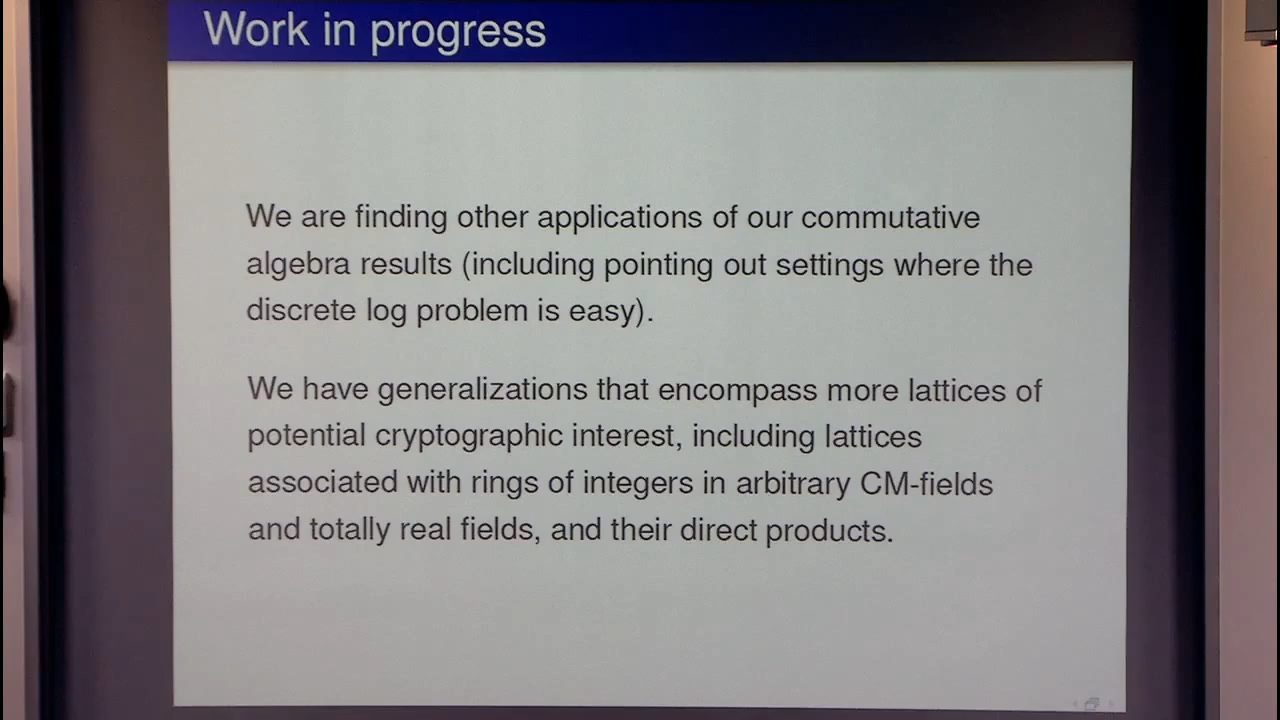 Work in progress
We are finding other applications of our commutative
algebra results (including pointing out settings where the
discrete log problem is easy).
We have generalizations that encompass more lattices of
potential cryptographic interest, including lattices
associated with rings of integers in arbitrary CM-fields
and totally real fields, and their direct products.